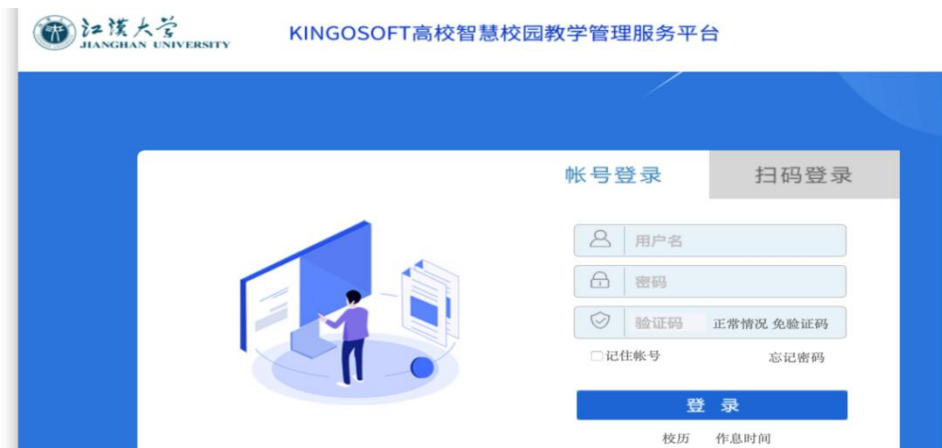 江漢大学
JIANGHAN UNIVERSITY
KINGOSOFT高校智慧校园教学管理服务平台
帐号登录 扫码登录
用户名
密码
验证码 正常情况 免验证码
记住帐号 忘记密码
登 录
校历 作息时间